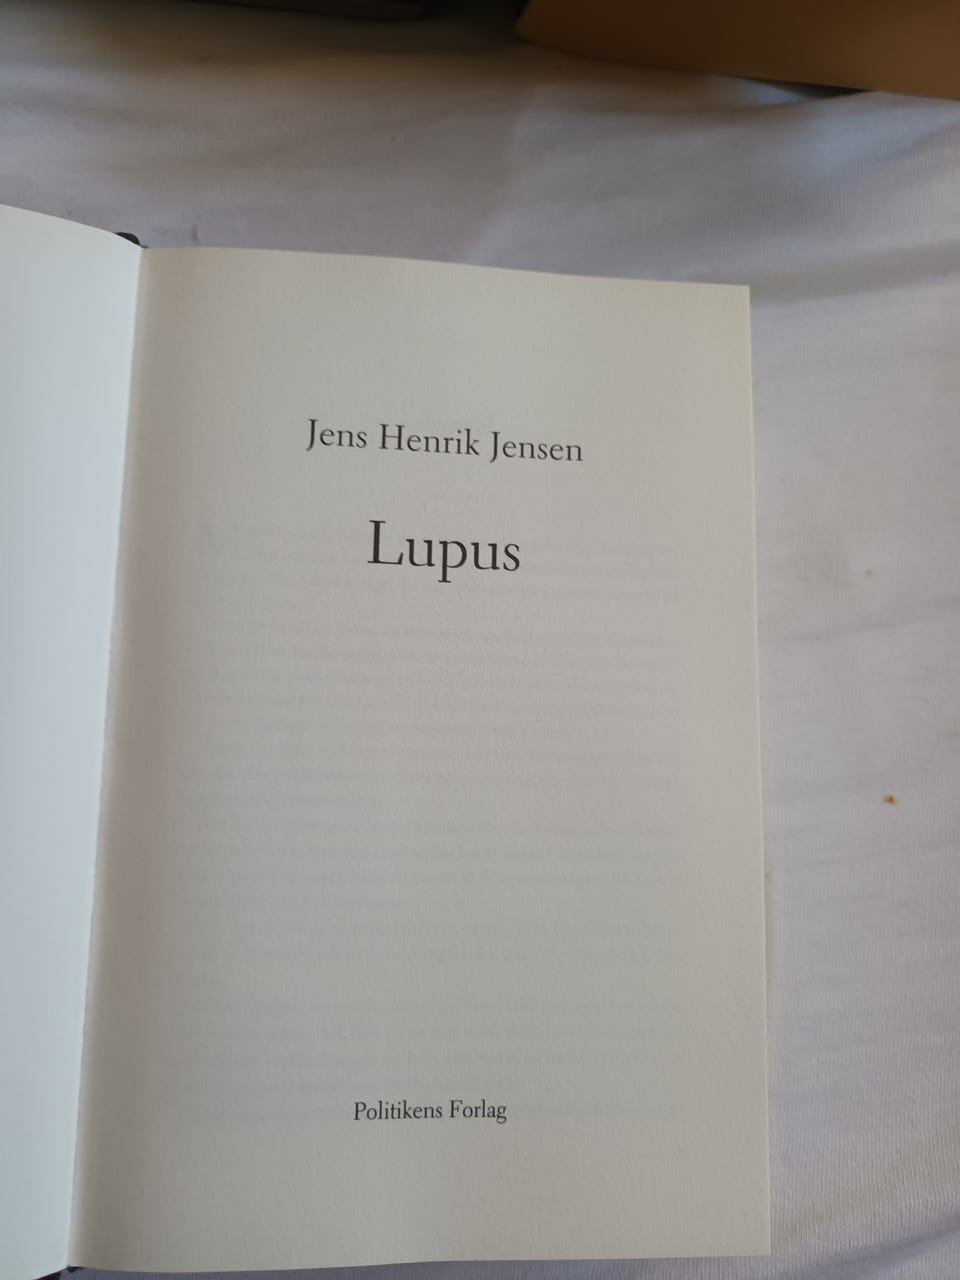 Jens Henrik Jensen
Lupus
Politikens Forlag